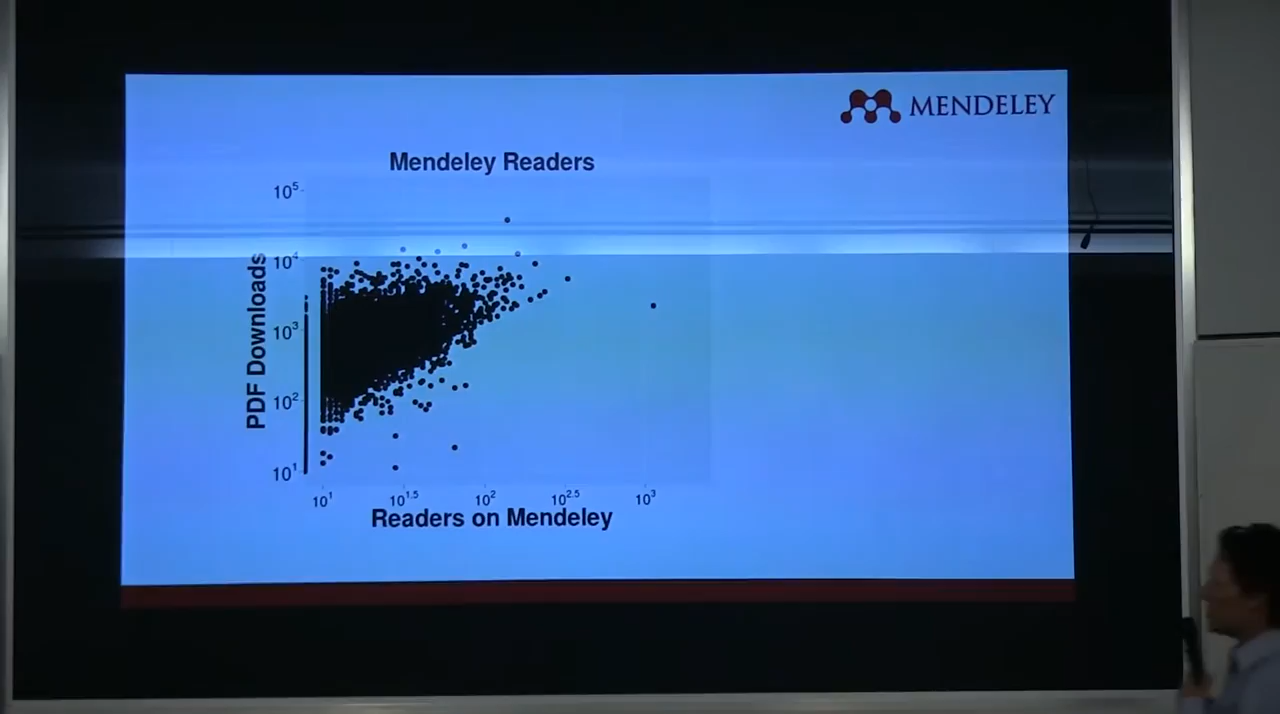 MENDELEY
Mendeley Readers
10⁵
10⁴
10³
10²
10¹
PDF Downloads
10¹
10¹·⁵
10²
10²·⁵
10³
Readers on Mendeley